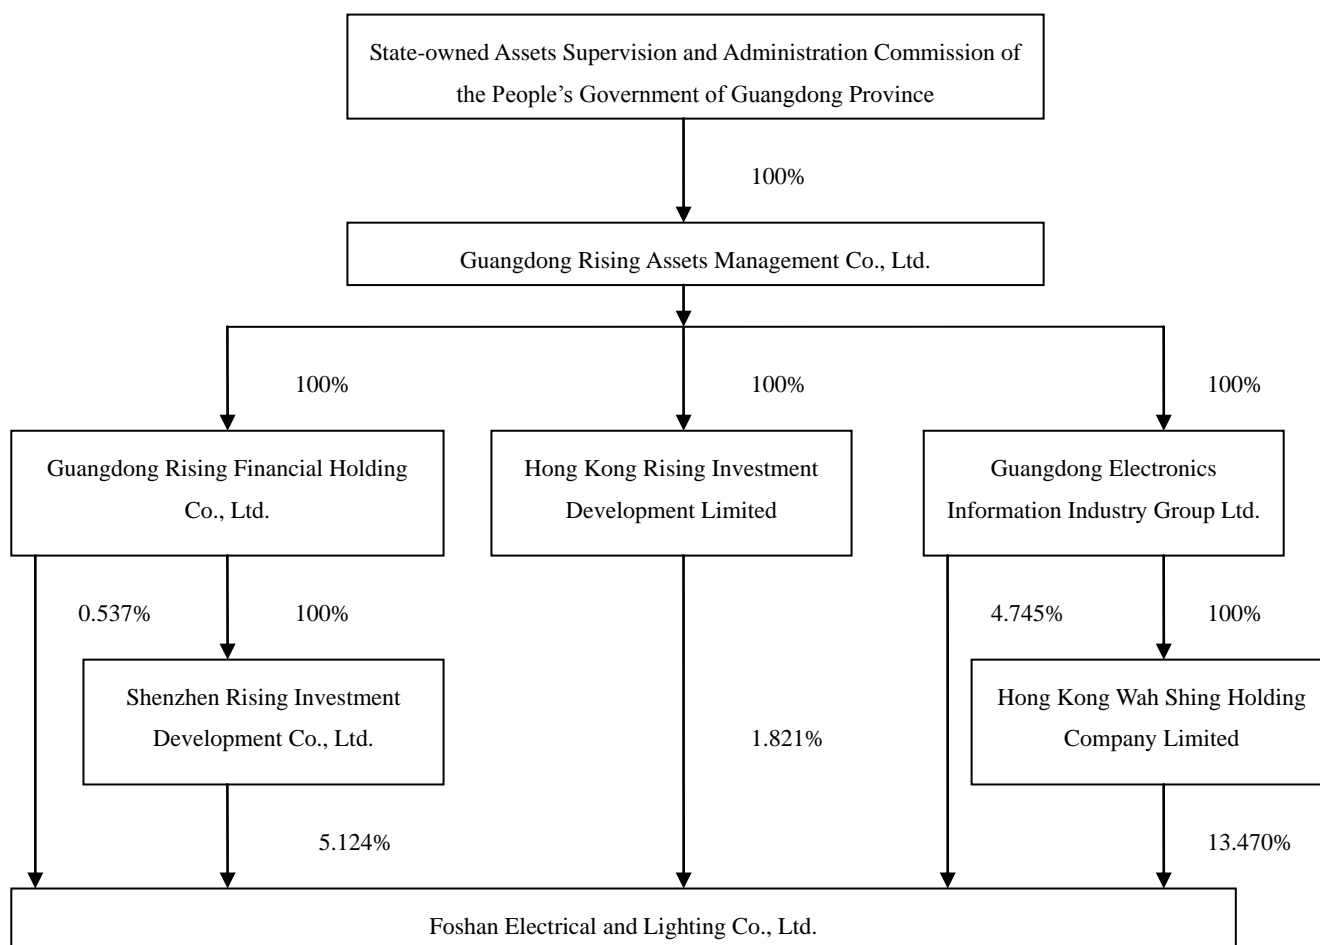 State-owned Assets Supervision and Administration Commission of
the People’s Government of Guangdong Province
100%
Guangdong Rising Assets Management Co., Ltd.
100%
100%
100%
Guangdong Rising Financial Holding
Co., Ltd.
Hong Kong Rising Investment
Development Limited
Guangdong Electronics
Information Industry Group Ltd.
0.537%
100%
4.745%
100%
Shenzhen Rising Investment
Development Co., Ltd.
1.821%
Hong Kong Wah Shing Holding
Company Limited
5.124%
13.470%
Foshan Electrical and Lighting Co., Ltd.